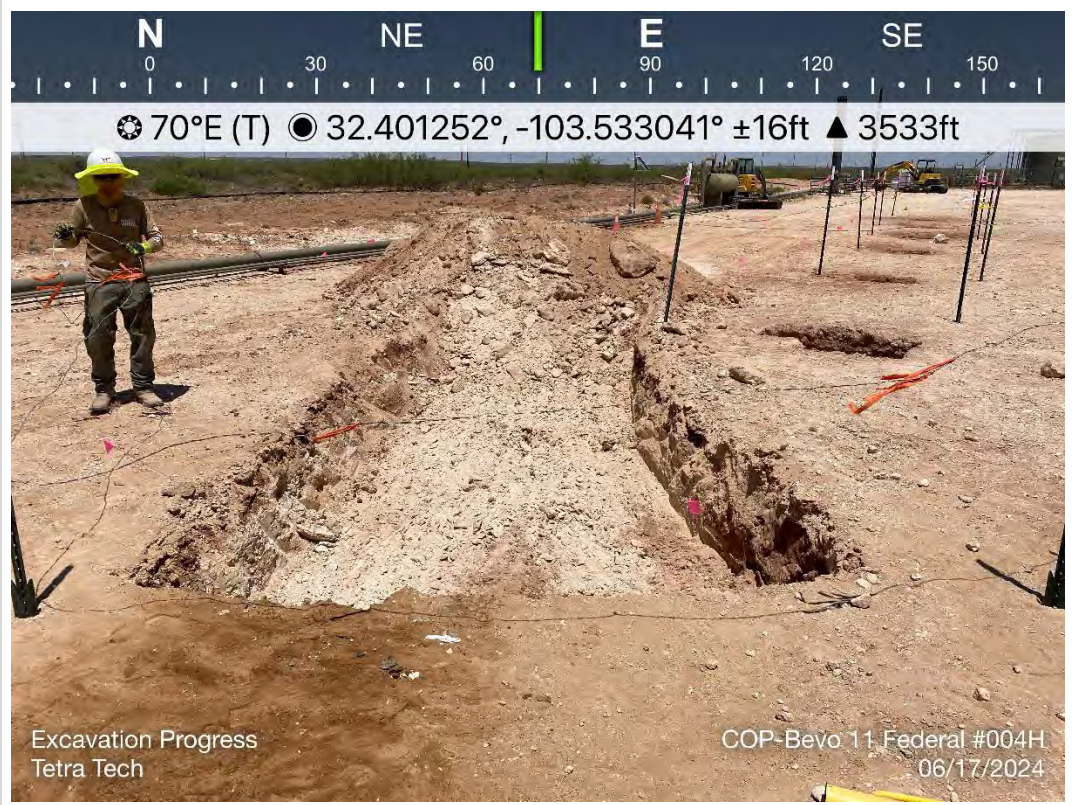 N NE E SE
0 30 60 90 120 150
70°E (T) 32.401252°, -103.533041° ±16ft ▲ 3533ft
Excavation Progress
Tetra Tech
COP-Bevo 11 Federal #004H
06/17/2024